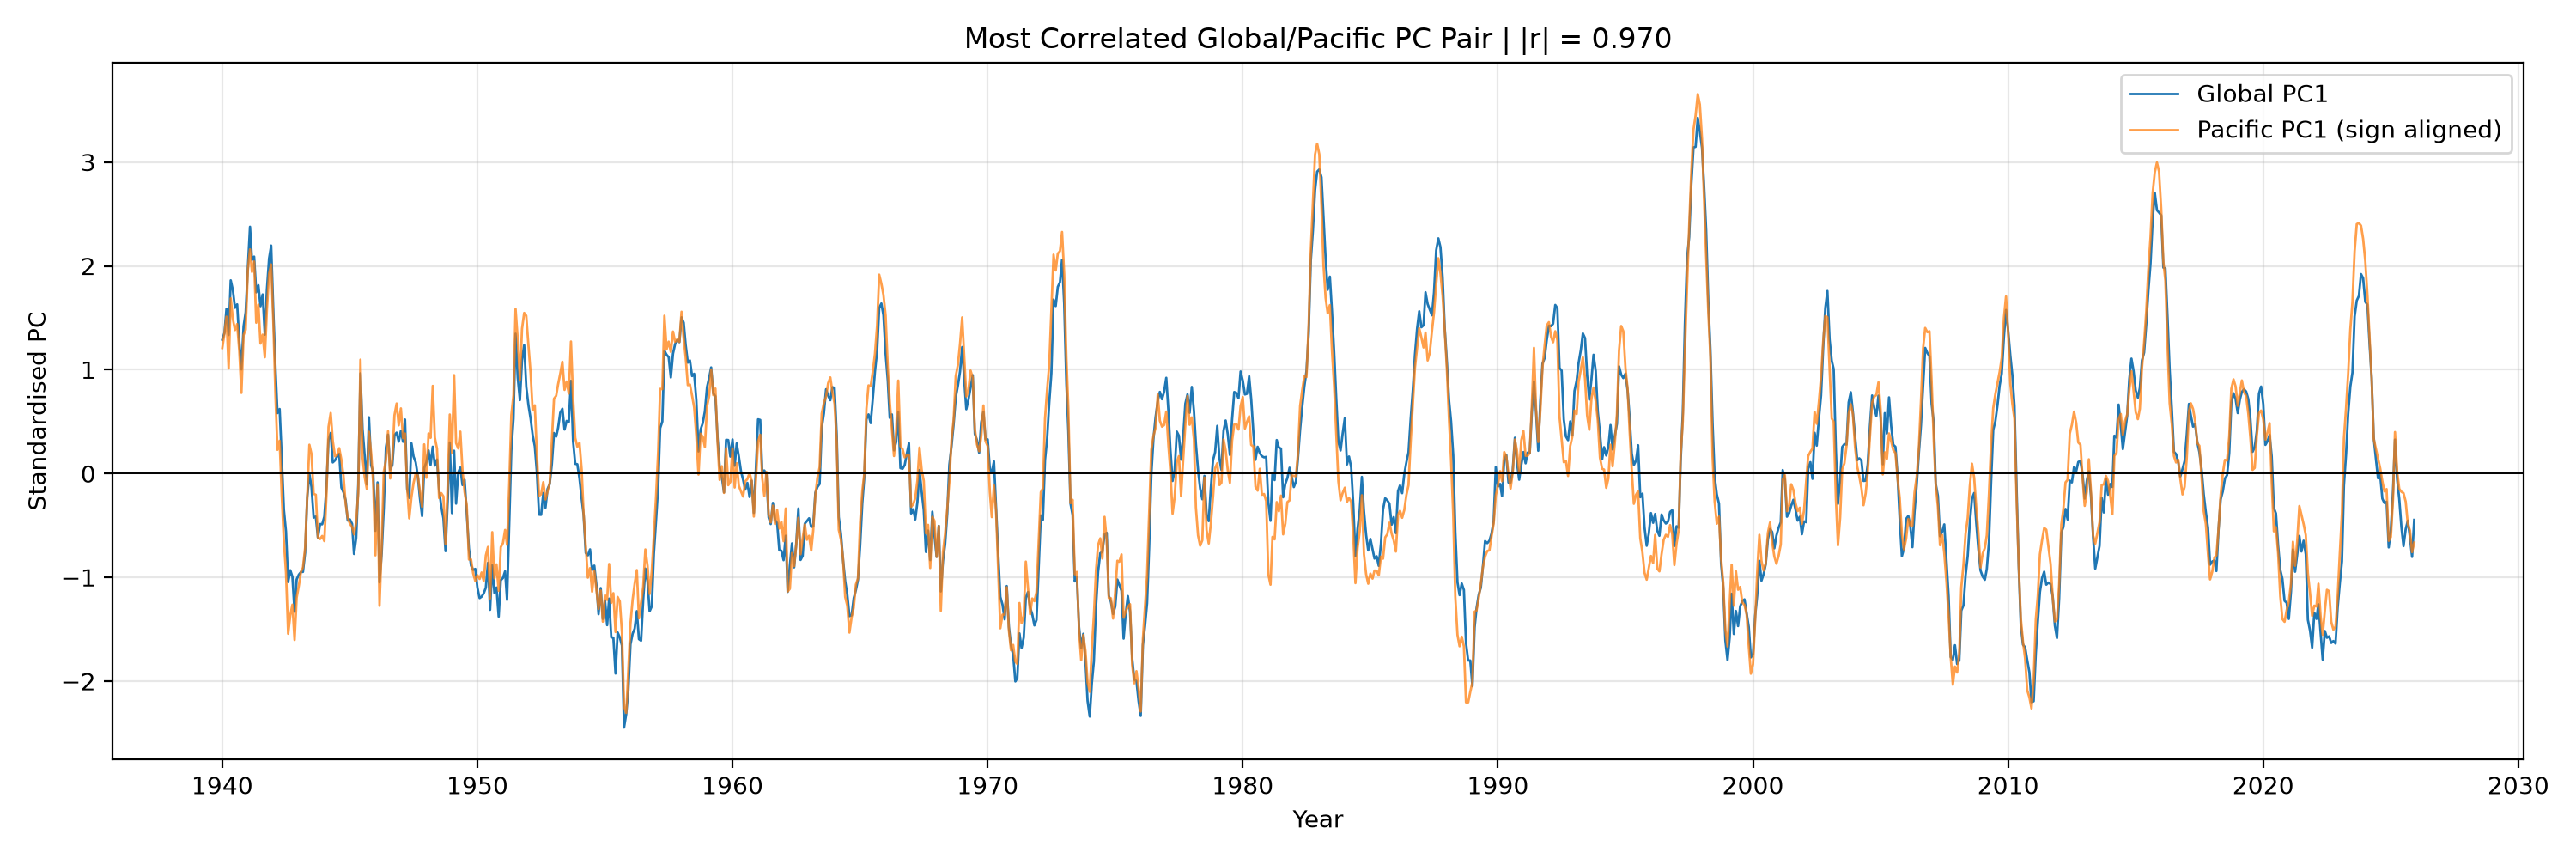 Most Correlated Global/Pacific PC Pair | |r| = 0.970
Global PC1
Pacific PC1 (sign aligned)
Standardised PC
3
2
1
0
−1
−2
1940 1950 1960 1970 1980 1990 2000 2010 2020 2030
Year